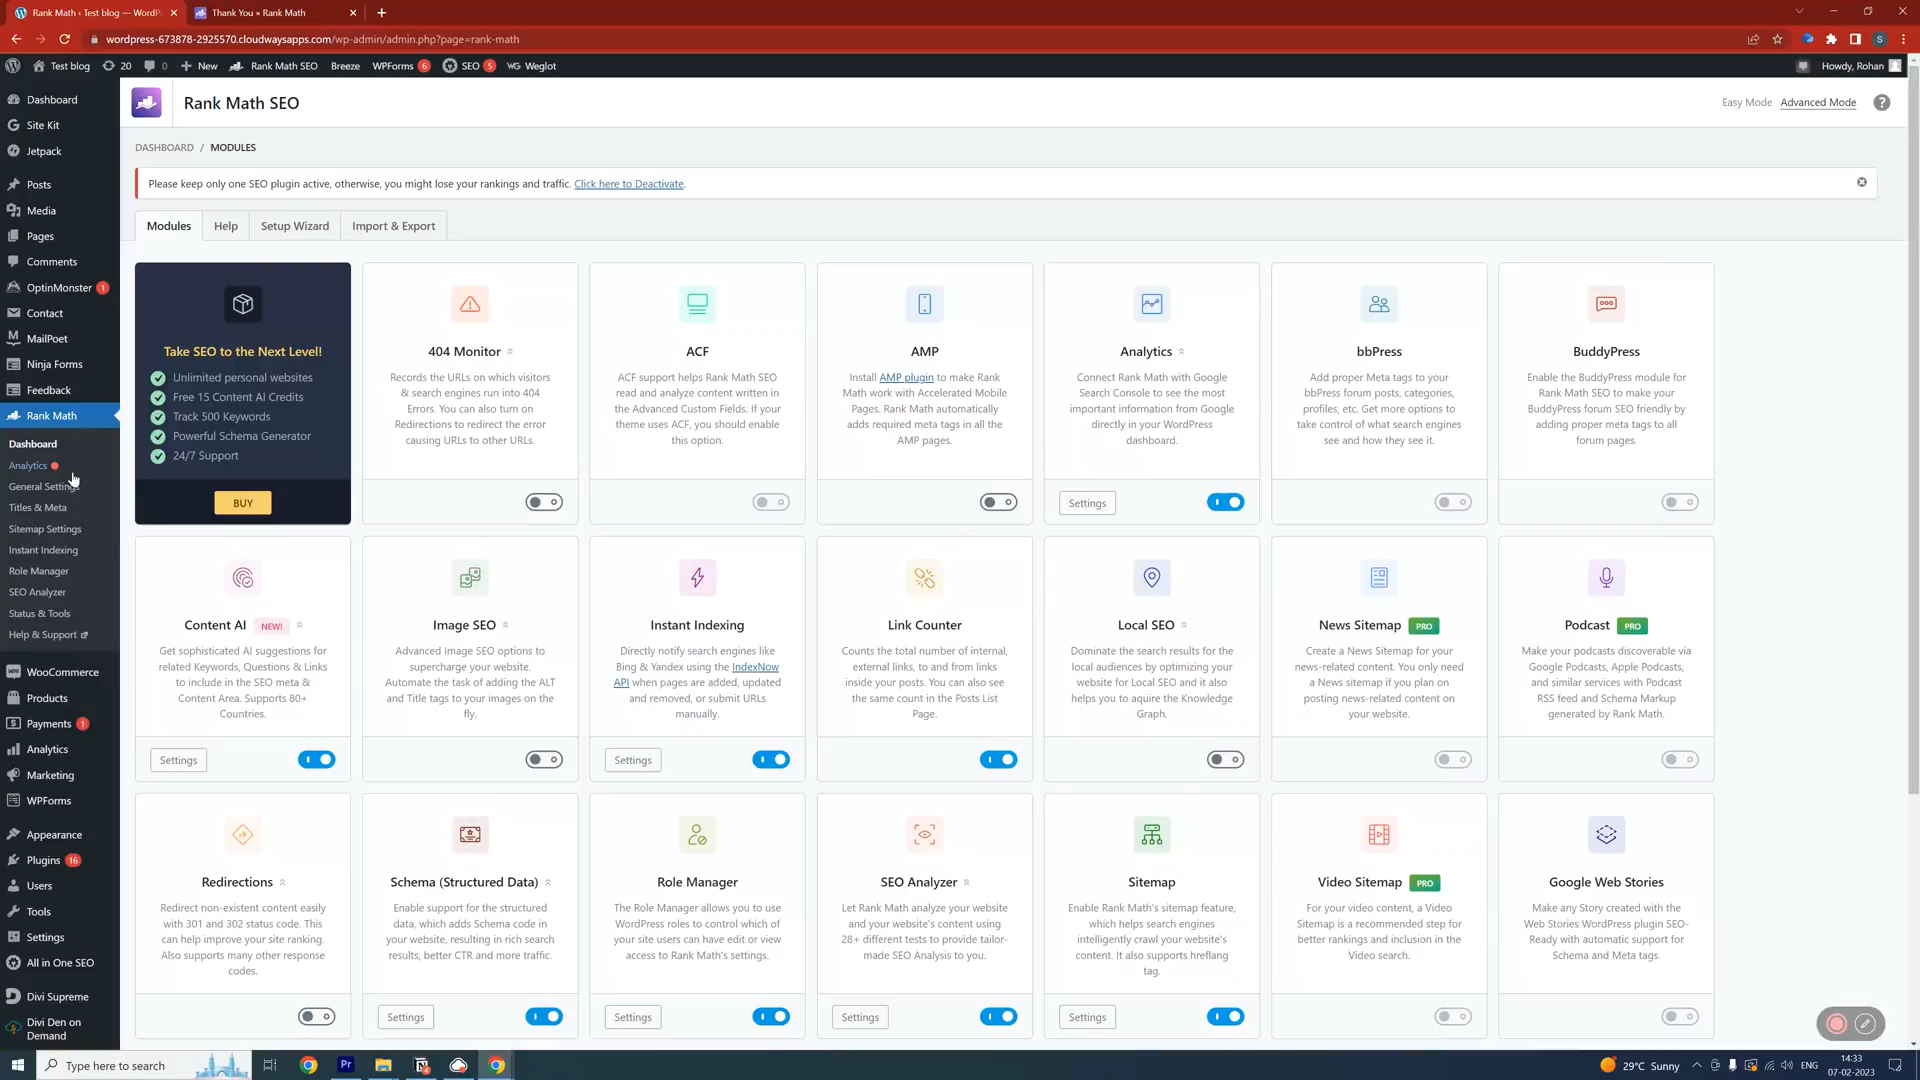 Rank Math ‹ Test blog — WordP
Thank You » Rank Math
wordpress-673878-2925570.cloudwaysapps.com/wp-admin/admin.php?page=rank-math
S
Test blog
20
0
New
Rank Math SEO
Breeze
WPForms 6
SEO 5
WG Weglot
Howdy, Rohan
Dashboard
Site Kit
Jetpack
Posts
Media
Pages
Comments
OptinMonster 1
Contact
MailPoet
Ninja Forms
Feedback
Rank Math
Dashboard
Analytics
General Settings
Titles & Meta
Sitemap Settings
Instant Indexing
Role Manager
SEO Analyzer
Status & Tools
Help & Support
WooCommerce
Products
Payments 1
Analytics
Marketing
WPForms
Appearance
Plugins 16
Users
Tools
Settings
All in One SEO
Divi Supreme
Divi Den on
Demand
Rank Math SEO
Easy Mode
Advanced Mode
?
DASHBOARD / MODULES
Please keep only one SEO plugin active, otherwise, you might lose your rankings and traffic. Click here to Deactivate.
Modules
Help
Setup Wizard
Import & Export
Take SEO to the Next Level!
Unlimited personal websites
Free 15 Content AI Credits
Track 500 Keywords
Powerful Schema Generator
24/7 Support
BUY
404 Monitor
Records the URLs on which visitors
& search engines run into 404
Errors. You can also turn on
Redirections to redirect the error
causing URLs to other URLs.
ACF
ACF support helps Rank Math SEO
read and analyze content written in
the Advanced Custom Fields. If your
theme uses ACF, you should enable
this option.
AMP
Install AMP plugin to make Rank
Math work with Accelerated Mobile
Pages. Rank Math automatically
adds required meta tags in all the
AMP pages.
Analytics
Connect Rank Math with Google
Search Console to see the most
important information from Google
directly in your WordPress
dashboard.
Settings
bbPress
Add proper Meta tags to your
bbPress forum posts, categories,
profiles, etc. Get more options to
take control of what search engines
see and how they see it.
BuddyPress
Enable the BuddyPress module for
Rank Math SEO to make your
BuddyPress forum SEO friendly by
adding proper meta tags to all
forum pages.
Content AI NEW!
Get sophisticated AI suggestions for
related Keywords, Questions & Links
to include in the SEO meta &
Content Area. Supports 80+
Countries.
Settings
Image SEO
Advanced Image SEO options to
supercharge your website.
Automate the task of adding the ALT
and Title tags to your images on the
fly.
Instant Indexing
Directly notify search engines like
Bing & Yandex using the IndexNow
API when pages are added, updated
and removed, or submit URLs
manually.
Settings
Link Counter
Counts the total number of internal,
external links, to and from links
inside your posts. You can also see
the same count in the Posts List
Page.
Local SEO
Dominate the search results for the
local audiences by optimizing your
website for Local SEO and it also
helps you to aquire the Knowledge
Graph.
News Sitemap PRO
Create a News Sitemap for your
news-related content. You only need
a News sitemap if you plan on
posting news-related content on
your website.
Podcast PRO
Make your podcasts discoverable via
Google Podcasts, Apple Podcasts,
and similar services with Podcast
RSS feed and Schema Markup
generated by Rank Math.
Redirections
Redirect non-existent content easily
with 301 and 302 status code. This
can help improve your site ranking.
Also supports many other response
codes.
Schema (Structured Data)
Enable support for the structured
data, which adds Schema code in
your website, resulting in rich search
results, better CTR and more traffic.
Settings
Role Manager
The Role Manager allows you to use
WordPress roles to control which of
your site users can have edit or view
access to Rank Math's settings.
Settings
SEO Analyzer
Let Rank Math analyze your website
and your website's content using
28+ different tests to provide tailor-
made SEO Analysis to you.
Settings
Sitemap
Enable Rank Math's sitemap feature,
which helps search engines
intelligently crawl your website's
content. It also supports hreflang
tag.
Settings
Video Sitemap PRO
For your video content, a Video
Sitemap is a recommended step for
better rankings and inclusion in the
Video search.
Google Web Stories
Make any Story created with the
Web Stories WordPress plugin SEO-
Ready with automatic support for
Schema and Meta tags.
Type here to search
Pr
29°C Sunny
ENG
14:33
07-02-2023